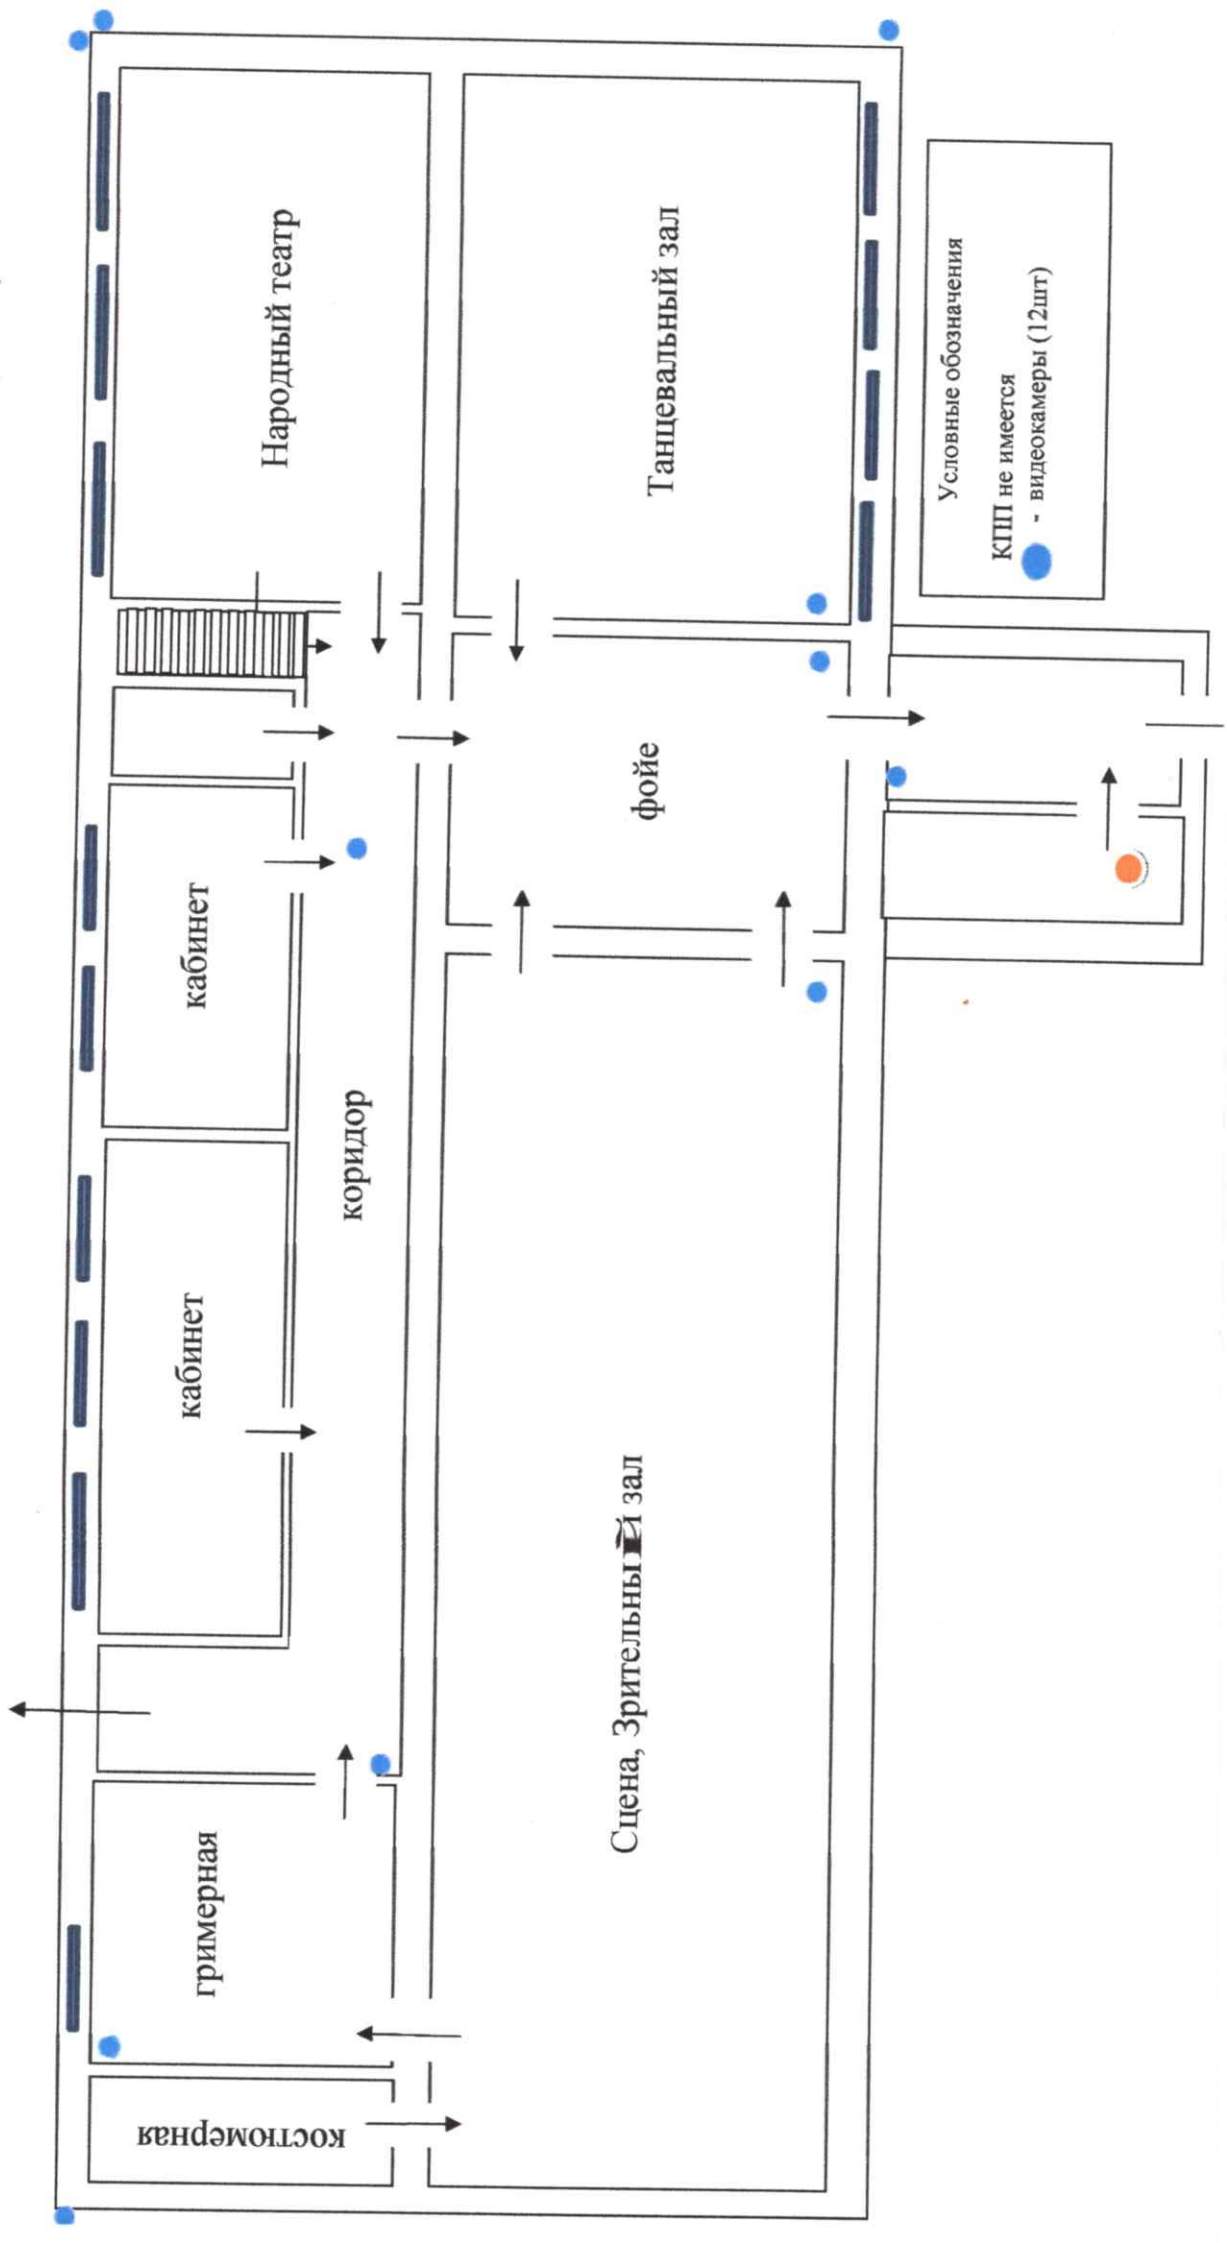 Народный театр
Танцевальный зал
Условные обозначения
КПП не имеется
- видеокамеры (12шт)
кабинет
фойе
кабинет
коридор
гримерная
Сцена, Зрительный зал
костюмерная